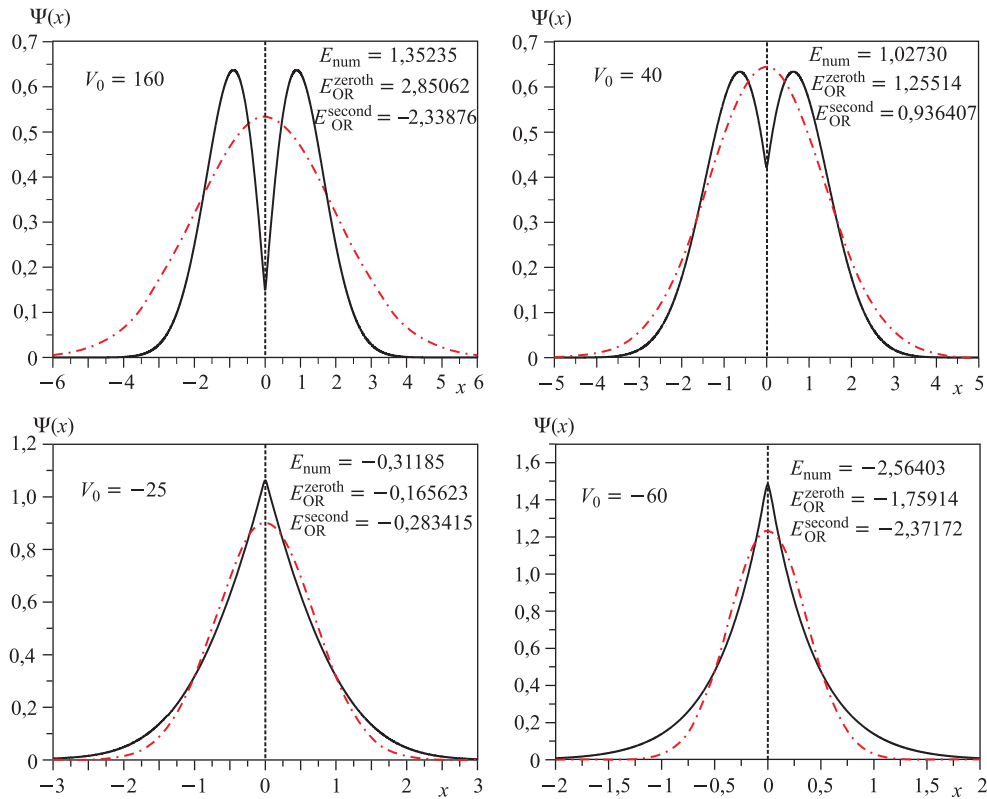 Ψ(x)
0,7
0,6
0,5
0,4
0,3
0,2
0,1
0
V₀ = 160
E_num = 1,35235
E_OR^zeroth = 2,85062
E_OR^second = −2,33876
−6 −4 −2 0 1 2 3 4 5 6
x
Ψ(x)
0,7
0,6
0,5
0,4
0,3
0,2
0,1
0
V₀ = 40
E_num = 1,02730
E_OR^zeroth = 1,25514
E_OR^second = 0,936407
−5 −4 −3 −2 −1 0 1 2 3 4 5
x
Ψ(x)
1,2
1,0
0,8
0,4
0,2
0
V₀ = −25
E_num = −0,31185
E_OR^zeroth = −0,165623
E_OR^second = −0,283415
−3 −2 −1 0 1 2 3
x
Ψ(x)
1,6
1,4
1,2
1,0
0,8
0,6
0,4
1,2
0
V₀ = −60
E_num = −2,56403
E_OR^zeroth = −1,75914
E_OR^second = −2,37172
−2 −1,5 −1 −0,5 0 0,5 1 1,5 2
x